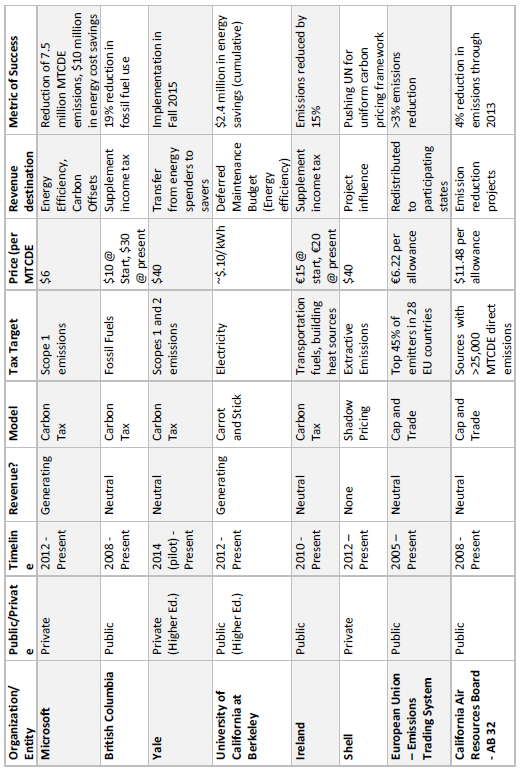 Organization/ Entity | Public/Privat e | Timelin e | Revenue? | Model | Tax Target | Price (per MTCDE | Revenue destination | Metric of Success
Microsoft | Private | 2012 - Present | Generating | Carbon Tax | Scope 1 emissions | $6 | Energy Efficiency, Carbon Offsets | Reduction of 7.5 million MTCDE emissions, $10 million in energy cost savings
British Columbia | Public | 2008 - Present | Neutral | Carbon Tax | Fossil Fuels | $10 @ Start, $30 @ present | Supplement income tax | 19% reduction in fossil fuel use
Yale | Private (Higher Ed.) | 2014 (pilot) - Present | Neutral | Carbon Tax | Scopes 1 and 2 emissions | $40 | Transfer from energy spenders to savers | Implementation in Fall 2015
University of California at Berkeley | Public (Higher Ed.) | 2012 - Present | Generating | Carrot and Stick | Electricity | ~$.10/kWh | Deferred Maintenance Budget (Energy efficiency) | $2.4 million in energy savings (cumulative)
Ireland | Public | 2010 - Present | Neutral | Carbon Tax | Transportation fuels, building heat sources | €15 @ start, €20 @ present | Supplement income tax | Emissions reduced by 15%
Shell | Private | 2012 – Present | None | Shadow Pricing | Extractive Emissions | $40 | Project influence | Pushing UN for uniform carbon pricing framework
European Union – Emissions Trading System | Public | 2005 – Present | Neutral | Cap and Trade | Top 45% of emitters in 28 EU countries | €6.22 per allowance | Redistributed to participating states | >3% emissions reduction
California Air Resources Board - AB 32 | Public | 2008 - Present | Neutral | Cap and Trade | Sources with >25,000 MTCDE direct emissions | $11.48 per allowance | Emission reduction projects | 4% reduction in emissions through 2013